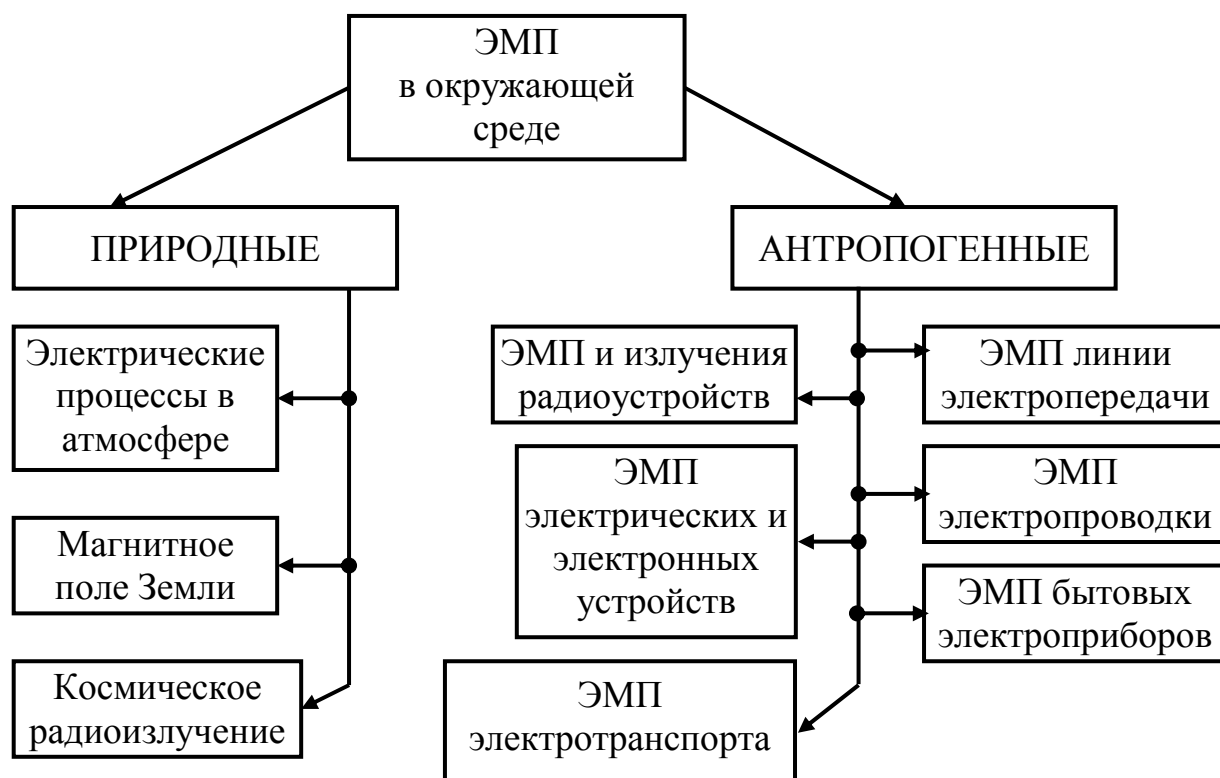 ЭМП
в окружающей
среде
ПРИРОДНЫЕ
АНТРОПОГЕННЫЕ
Электрические
процессы в
атмосфере
Магнитное
поле Земли
Космическое
радиоизлучение
ЭМП и излучения
радиоустройств
ЭМП
электрических и
электронных
устройств
ЭМП
электротранспорта
ЭМП линии
электропередачи
ЭМП
электропроводки
ЭМП бытовых
электроприборов